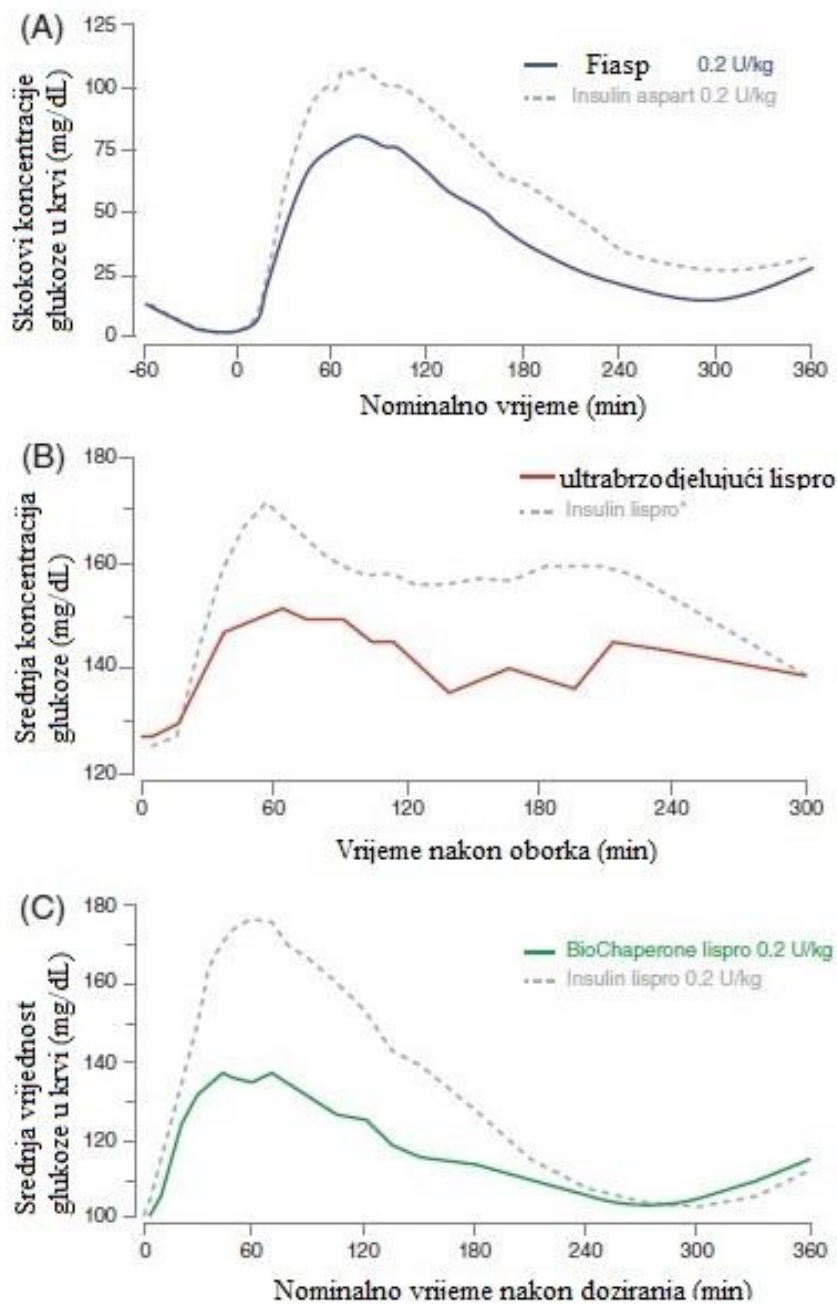 (A)
Skokovi koncentracije
glukoze u krvi (mg/dL)
125
100
75
50
25
0
Fiasp 0.2 U/kg
Insulin aspart 0.2 U/kg
-60 0 60 120 180 240 300 360
Nominalno vrijeme (min)
(B)
Srednja koncentracija
glukoze (mg/dL)
180
160
140
120
ultrabrzodjelujući lispro
Insulin lispro*
0 60 120 180 240 300
Vrijeme nakon oborka (min)
(C)
Srednja vrijednost
glukoze u krvi (mg/dL)
180
160
140
120
100
BioChaperone lispro 0.2 U/kg
Insulin lispro 0.2 U/kg
0 60 120 180 240 300 360
Nominalno vrijeme nakon doziranja (min)